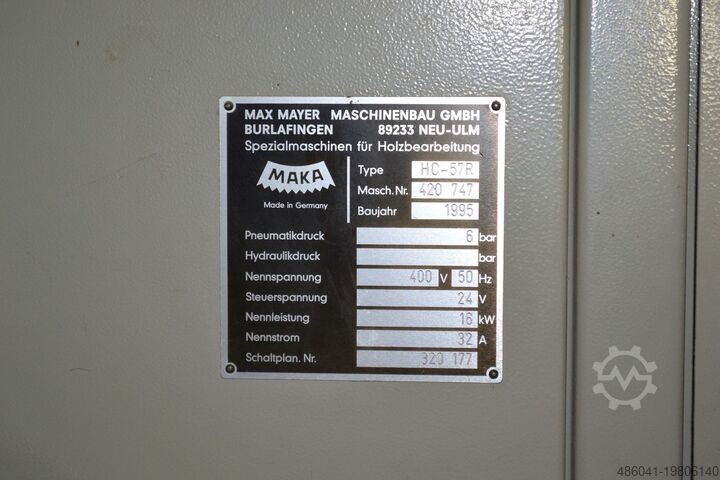 MAX MAYER MASCHINENBAU GMBH
BURLAFINGEN 89233 NEU-ULM
Spezialmaschinen für Holzbearbeitung
MAKA
Made in Germany
Type HC-57R
Masch.Nr. 420 747
Baujahr 1995
Pneumatikdruck 6 bar
Hydraulikdruck bar
Nennspannung 400 V 50 Hz
Steuerspannung 24 V
Nennleistung 16 kW
Nennstrom 32 A
Schaltplan. Nr. 320 177
486041-19806140